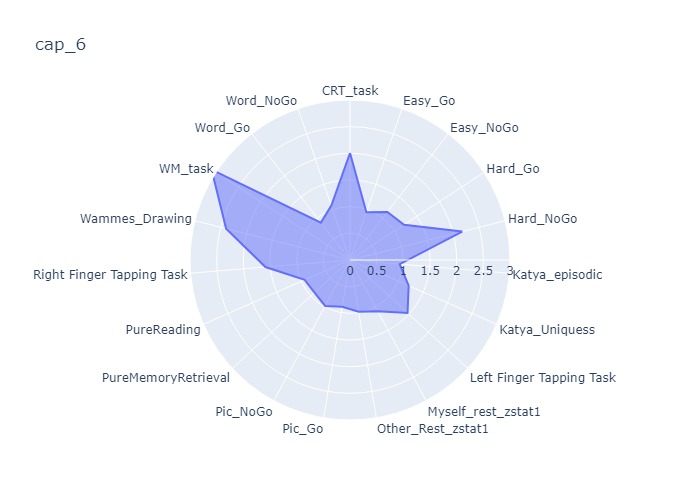 cap_6
CRT_task
Easy_Go
Easy_NoGo
Hard_Go
Hard_NoGo
Katya_episodic
Katya_Uniquess
Left Finger Tapping Task
Myself_rest_zstat1
Other_Rest_zstat1
Pic_Go
Pic_NoGo
PureMemoryRetrieval
PureReading
Right Finger Tapping Task
Wammes_Drawing
WM_task
Word_Go
Word_NoGo
0 0.5 1 1.5 2 2.5 3